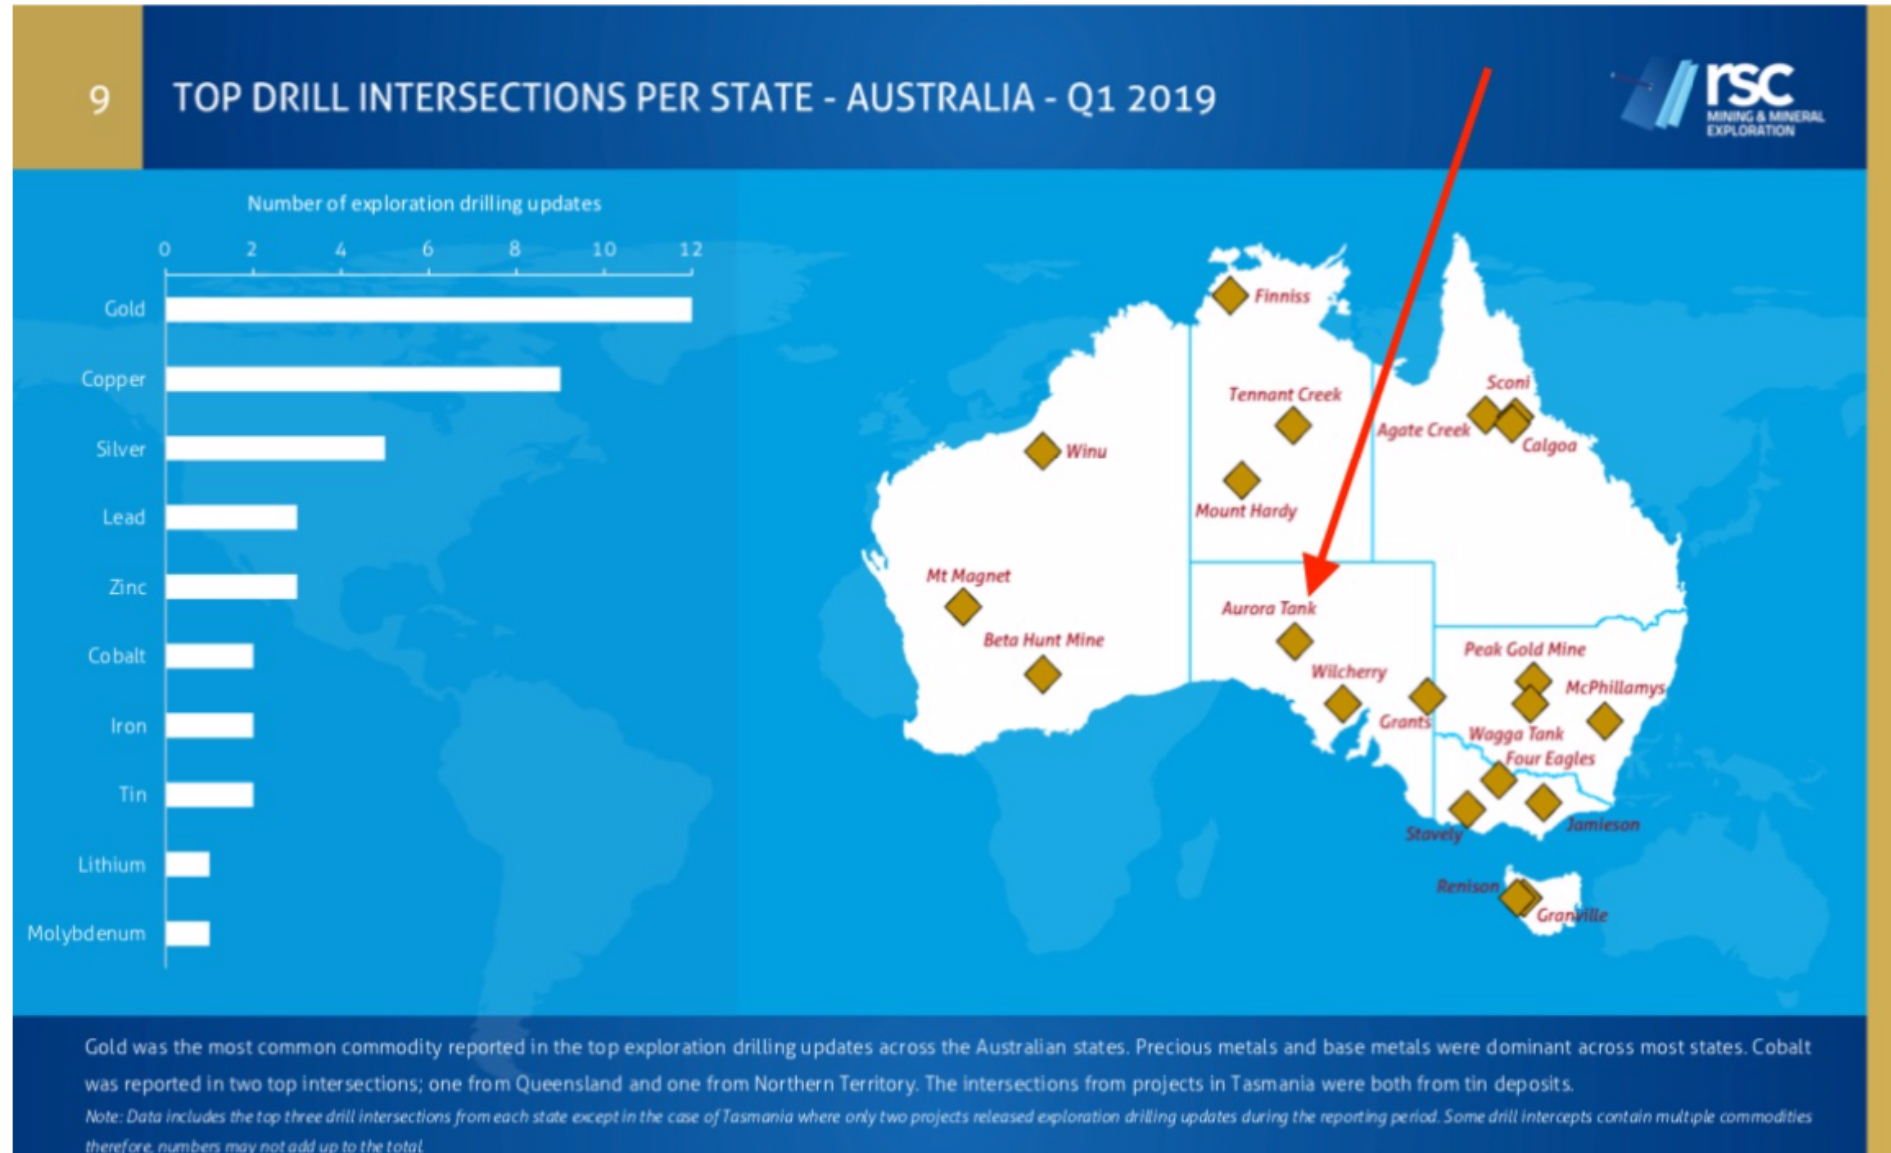 9
TOP DRILL INTERSECTIONS PER STATE - AUSTRALIA - Q1 2019
rsc
MINING & MINERAL
EXPLORATION
Number of exploration drilling updates
0 2 4 6 8 10 12
Gold
Copper
Silver
Lead
Zinc
Cobalt
Iron
Tin
Lithium
Molybdenum
Finniss
Tennant Creek
Sconi
Agate Creek
Calgoa
Winu
Mount Hardy
Mt Magnet
Aurora Tank
Beta Hunt Mine
Peak Gold Mine
Wilcherry
McPhillamys
Grants
Wagga Tank
Four Eagles
Stavely
Jamieson
Renison
Granville
Gold was the most common commodity reported in the top exploration drilling updates across the Australian states. Precious metals and base metals were dominant across most states. Cobalt
was reported in two top intersections; one from Queensland and one from Northern Territory. The intersections from projects in Tasmania were both from tin deposits.
Note: Data includes the top three drill intersections from each state except in the case of Tasmania where only two projects released exploration drilling updates during the reporting period. Some drill intercepts contain multiple commodities
therefore, numbers may not add up to the total.